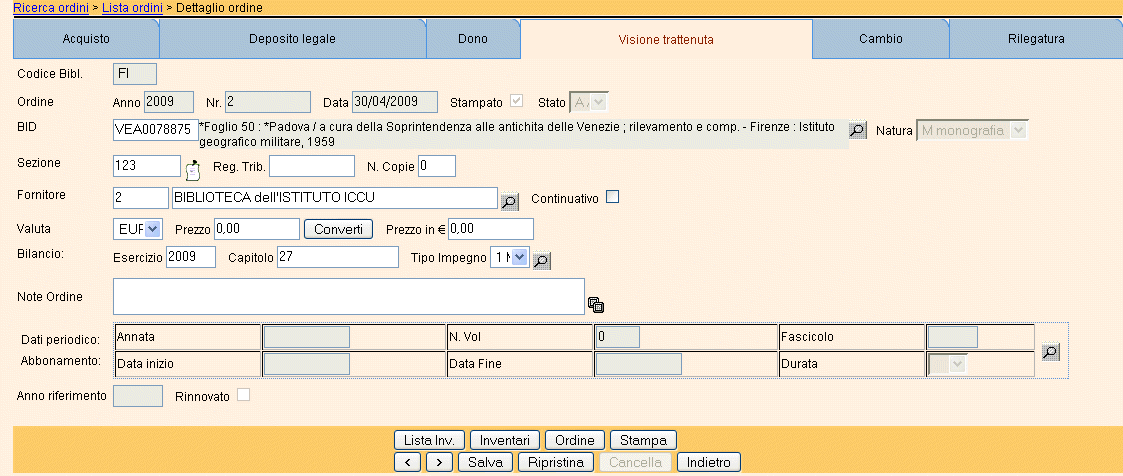 Ricerca ordini > Lista ordini > Dettaglio ordine
Acquisto Deposito legale Dono Visione trattenuta Cambio Rilegatura
Codice Bibl. FI
Ordine Anno 2009 Nr. 2 Data 30/04/2009 Stampato Stato A
BID VEA0078875 *Foglio 50 : *Padova / a cura della Soprintendenza alle antichita delle Venezie ; rilevamento e comp. - Firenze : Istituto Natura M monografia
geografico militare, 1959
Sezione 123 Reg. Trib. N. Copie 0
Fornitore 2 BIBLIOTECA dell'ISTITUTO ICCU Continuativo
Valuta EUR Prezzo 0,00 Converti Prezzo in € 0,00
Bilancio: Esercizio 2009 Capitolo 27 Tipo Impegno 1
Note Ordine
Dati periodico: Annata N. Vol 0 Fascicolo
Abbonamento: Data inizio Data Fine Durata
Anno riferimento Rinnovato
Lista Inv. Inventari Ordine Stampa
< > Salva Ripristina Cancella Indietro